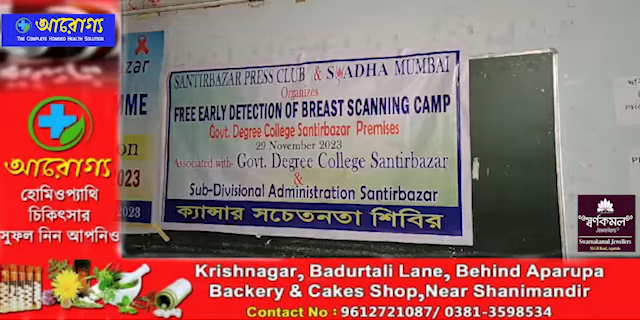 আরোগ্য
THE COMPLETE HOMOEO HEALTH SOLUTION
আরোগ্য
হোমিওপ্যাথি
চিকিৎসার
সুফল নিন আপনিও
SANTIRBAZAR PRESS CLUB & SWADHA MUMBAI
Organizes
FREE EARLY DETECTION OF BREAST SCANNING CAMP
Govt. Degree College Santirbazar Premises
29 November 2023
Associated with- Govt. Degree College Santirbazar
&
Sub-Divisional Administration Santirbazar
ক্যান্সার সচেতনতা শিবির
স্বর্ণকমল
Jewellers
Swarnakamal Jewellers
Krishnagar, Badurtali Lane, Behind Aparupa
Backery & Cakes Shop,Near Shanimandir
Contact No : 9612721087/ 0381-3598534